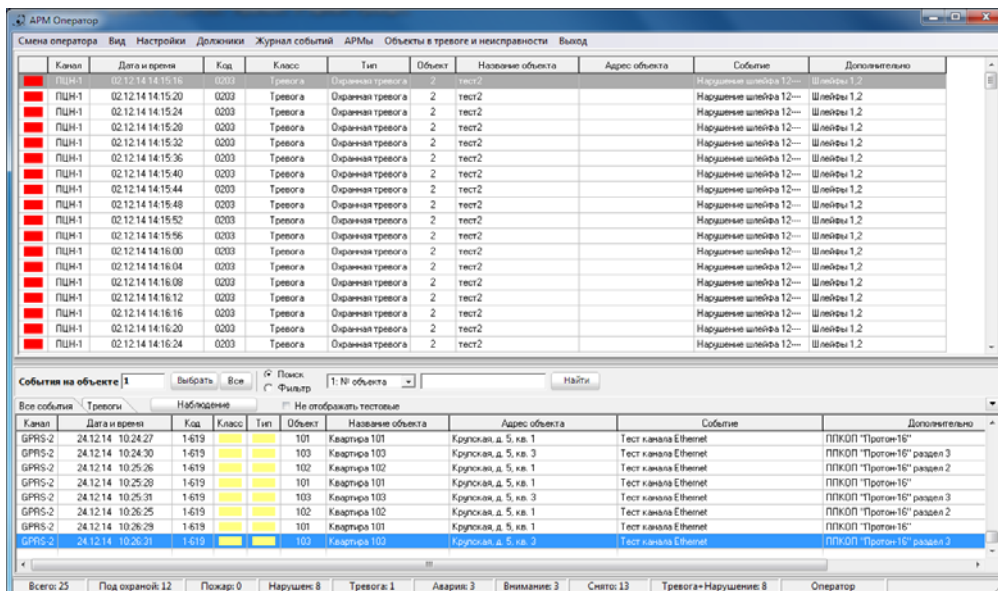 АРМ Оператор
Смена оператора Вид Настройки Должники Журнал событий АРМы Объекты в тревоге и неисправности Выход
Канал Дата и время Код Класс Тип Объект Название объекта Адрес объекта Событие Дополнительно
ПЦН-1 02.12.14 14:15:16 0203 Тревога Охранная тревога 2 тест2 Нарушение шлейфа 12---- Шлейфы 1,2
ПЦН-1 02.12.14 14:15:20 0203 Тревога Охранная тревога 2 тест2 Нарушение шлейфа 12---- Шлейфы 1,2
ПЦН-1 02.12.14 14:15:24 0203 Тревога Охранная тревога 2 тест2 Нарушение шлейфа 12---- Шлейфы 1,2
ПЦН-1 02.12.14 14:15:28 0203 Тревога Охранная тревога 2 тест2 Нарушение шлейфа 12---- Шлейфы 1,2
ПЦН-1 02.12.14 14:15:32 0203 Тревога Охранная тревога 2 тест2 Нарушение шлейфа 12---- Шлейфы 1,2
ПЦН-1 02.12.14 14:15:36 0203 Тревога Охранная тревога 2 тест2 Нарушение шлейфа 12---- Шлейфы 1,2
ПЦН-1 02.12.14 14:15:40 0203 Тревога Охранная тревога 2 тест2 Нарушение шлейфа 12---- Шлейфы 1,2
ПЦН-1 02.12.14 14:15:44 0203 Тревога Охранная тревога 2 тест2 Нарушение шлейфа 12---- Шлейфы 1,2
ПЦН-1 02.12.14 14:15:48 0203 Тревога Охранная тревога 2 тест2 Нарушение шлейфа 12---- Шлейфы 1,2
ПЦН-1 02.12.14 14:15:52 0203 Тревога Охранная тревога 2 тест2 Нарушение шлейфа 12---- Шлейфы 1,2
ПЦН-1 02.12.14 14:15:56 0203 Тревога Охранная тревога 2 тест2 Нарушение шлейфа 12---- Шлейфы 1,2
ПЦН-1 02.12.14 14:16:00 0203 Тревога Охранная тревога 2 тест2 Нарушение шлейфа 12---- Шлейфы 1,2
ПЦН-1 02.12.14 14:16:04 0203 Тревога Охранная тревога 2 тест2 Нарушение шлейфа 12---- Шлейфы 1,2
ПЦН-1 02.12.14 14:16:08 0203 Тревога Охранная тревога 2 тест2 Нарушение шлейфа 12---- Шлейфы 1,2
ПЦН-1 02.12.14 14:16:12 0203 Тревога Охранная тревога 2 тест2 Нарушение шлейфа 12---- Шлейфы 1,2
ПЦН-1 02.12.14 14:16:16 0203 Тревога Охранная тревога 2 тест2 Нарушение шлейфа 12---- Шлейфы 1,2
ПЦН-1 02.12.14 14:16:20 0203 Тревога Охранная тревога 2 тест2 Нарушение шлейфа 12---- Шлейфы 1,2
ПЦН-1 02.12.14 14:16:24 0203 Тревога Охранная тревога 2 тест2 Нарушение шлейфа 12---- Шлейфы 1,2
События на объекте 1 Выбрать Все Поиск 1: № объекта Найти
Фильтр
Все события Тревоги Наблюдение Не отображать тестовые
Канал Дата и время Код Класс Тип Объект Название объекта Адрес объекта Событие Дополнительно
GPRS-2 24.12.14 10:24:27 1-619 101 Квартира 101 Крупская, д. 5, кв. 1 Тест канала Ethernet ППКОП "Протон-16"
GPRS-2 24.12.14 10:24:30 1-619 103 Квартира 103 Крупская, д. 5, кв. 3 Тест канала Ethernet ППКОП "Протон-16" раздел 3
GPRS-2 24.12.14 10:25:26 1-619 102 Квартира 102 Крупская, д. 5, кв. 1 Тест канала Ethernet ППКОП "Протон-16" раздел 2
GPRS-2 24.12.14 10:25:28 1-619 101 Квартира 101 Крупская, д. 5, кв. 1 Тест канала Ethernet ППКОП "Протон-16"
GPRS-2 24.12.14 10:25:31 1-619 103 Квартира 103 Крупская, д. 5, кв. 3 Тест канала Ethernet ППКОП "Протон-16" раздел 3
GPRS-2 24.12.14 10:26:25 1-619 102 Квартира 102 Крупская, д. 5, кв. 1 Тест канала Ethernet ППКОП "Протон-16" раздел 2
GPRS-2 24.12.14 10:26:29 1-619 101 Квартира 101 Крупская, д. 5, кв. 1 Тест канала Ethernet ППКОП "Протон-16"
GPRS-2 24.12.14 10:26:31 1-619 103 Квартира 103 Крупская, д. 5, кв. 3 Тест канала Ethernet ППКОП "Протон-16" раздел 3
Всего: 25 Под охраной: 12 Пожар: 0 Нарушен: 8 Тревога: 1 Авария: 3 Внимание: 3 Снято: 13 Тревога+Нарушение: 8 Оператор